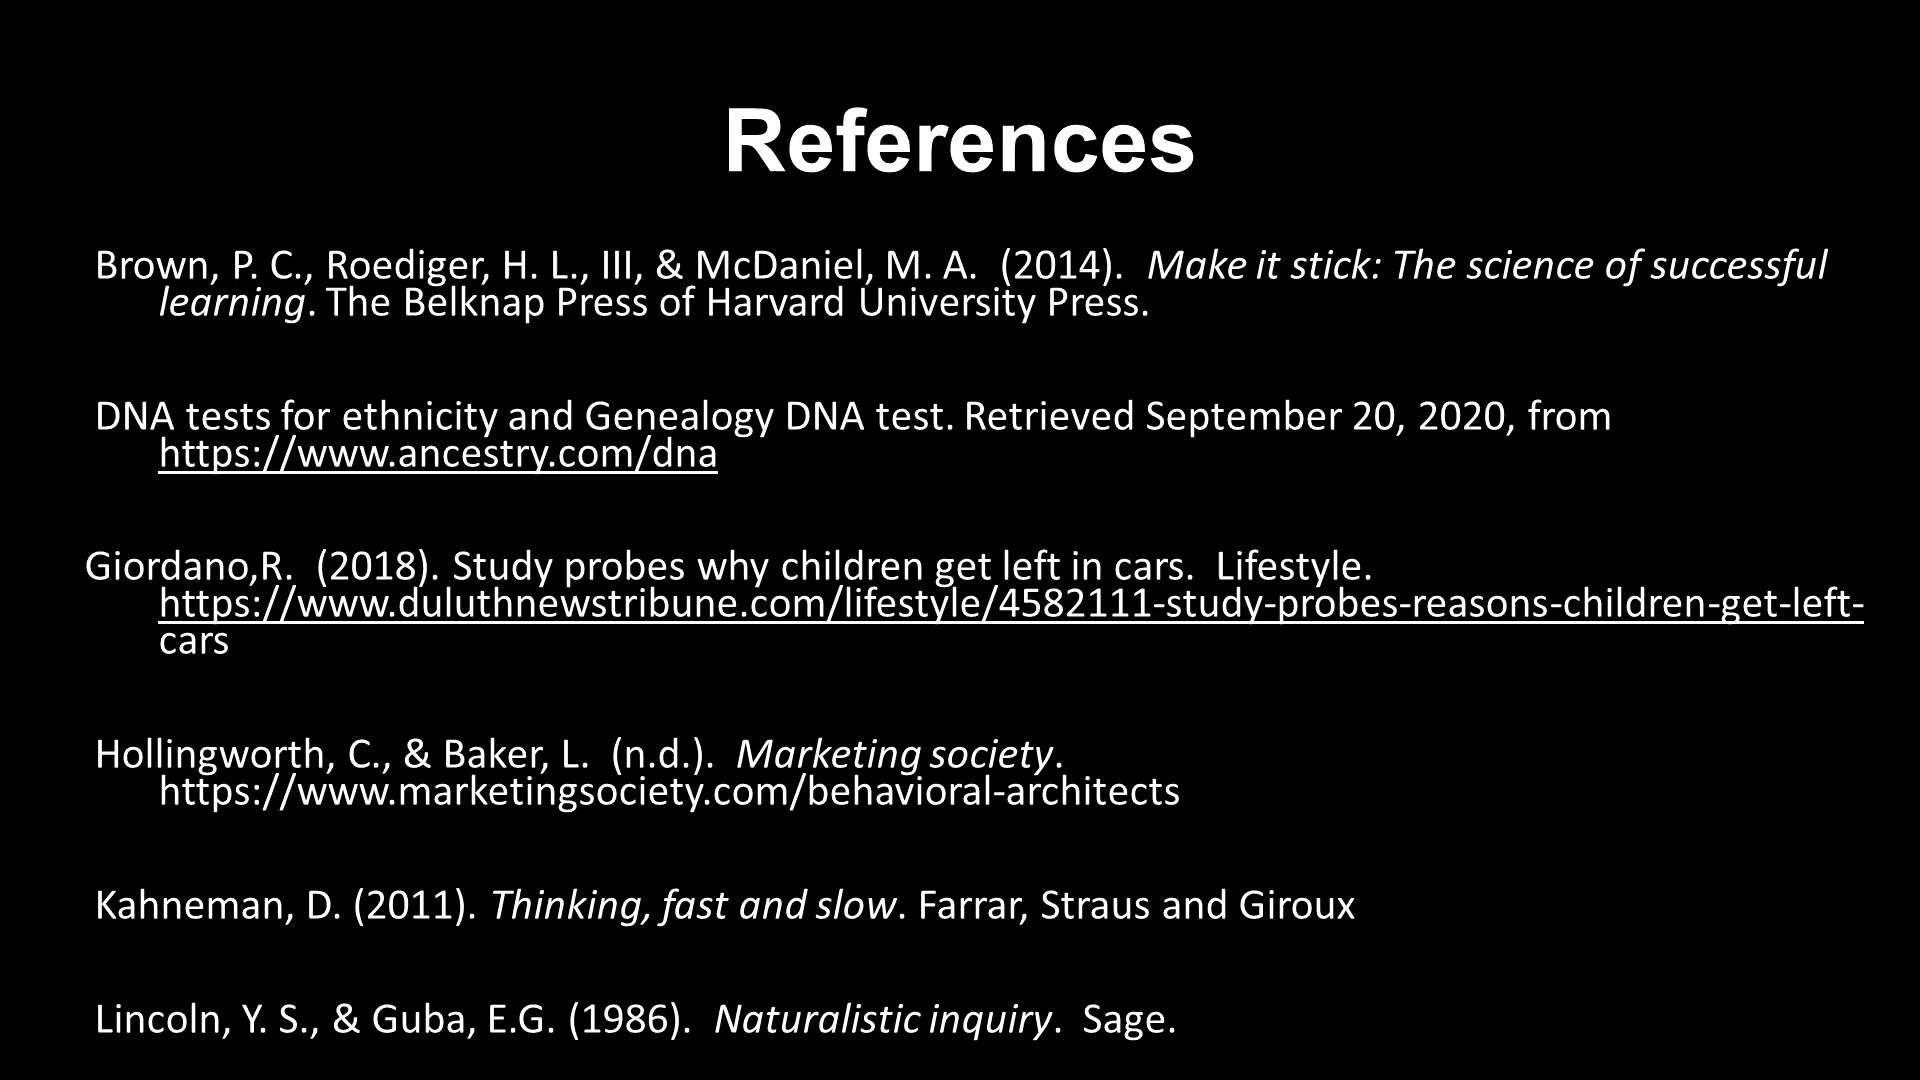 References
Brown, P. C., Roediger, H. L., III, & McDaniel, M. A.  (2014).  Make it stick: The science of successful
learning. The Belknap Press of Harvard University Press.
DNA tests for ethnicity and Genealogy DNA test. Retrieved September 20, 2020, from
https://www.ancestry.com/dna
Giordano,R.  (2018). Study probes why children get left in cars.  Lifestyle.
https://www.duluthnewstribune.com/lifestyle/4582111-study-probes-reasons-children-get-left-
cars
Hollingworth, C., & Baker, L.  (n.d.).  Marketing society.
https://www.marketingsociety.com/behavioral-architects
Kahneman, D. (2011). Thinking, fast and slow. Farrar, Straus and Giroux
Lincoln, Y. S., & Guba, E.G. (1986).  Naturalistic inquiry.  Sage.